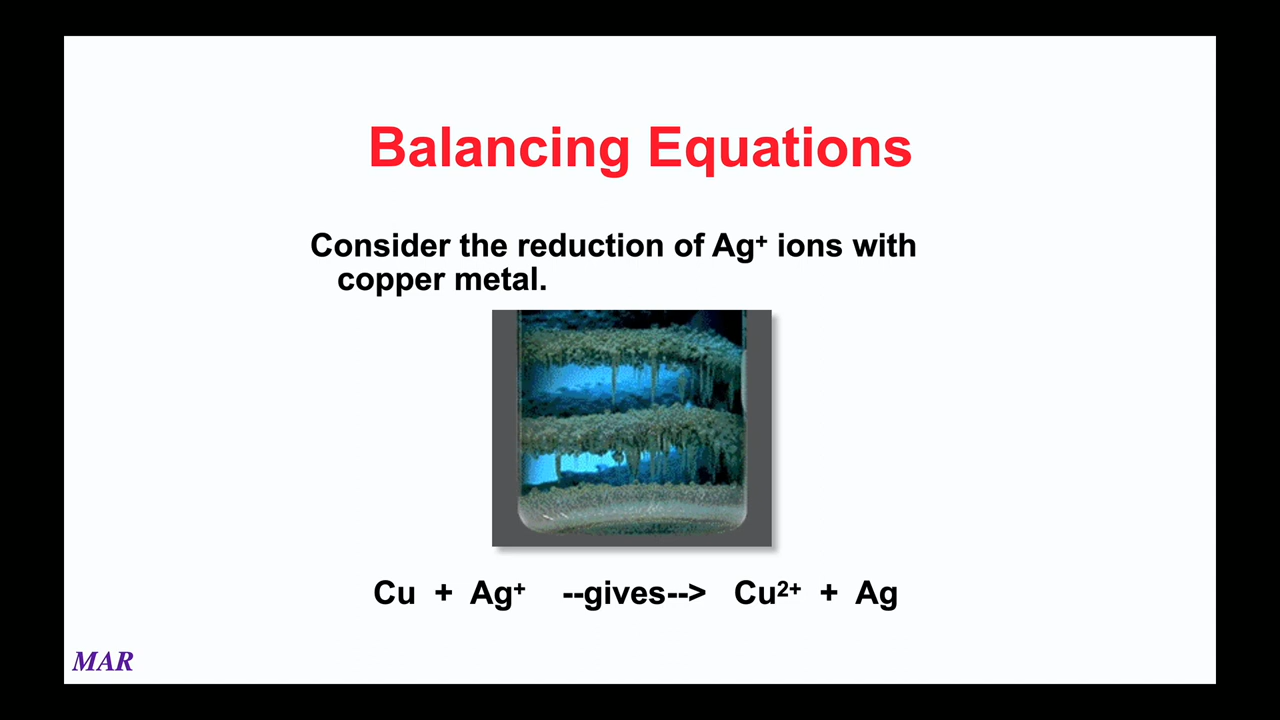 Balancing Equations
Consider the reduction of Ag⁺ ions with
copper metal.
Cu + Ag⁺ --gives--> Cu²⁺ + Ag
MAR